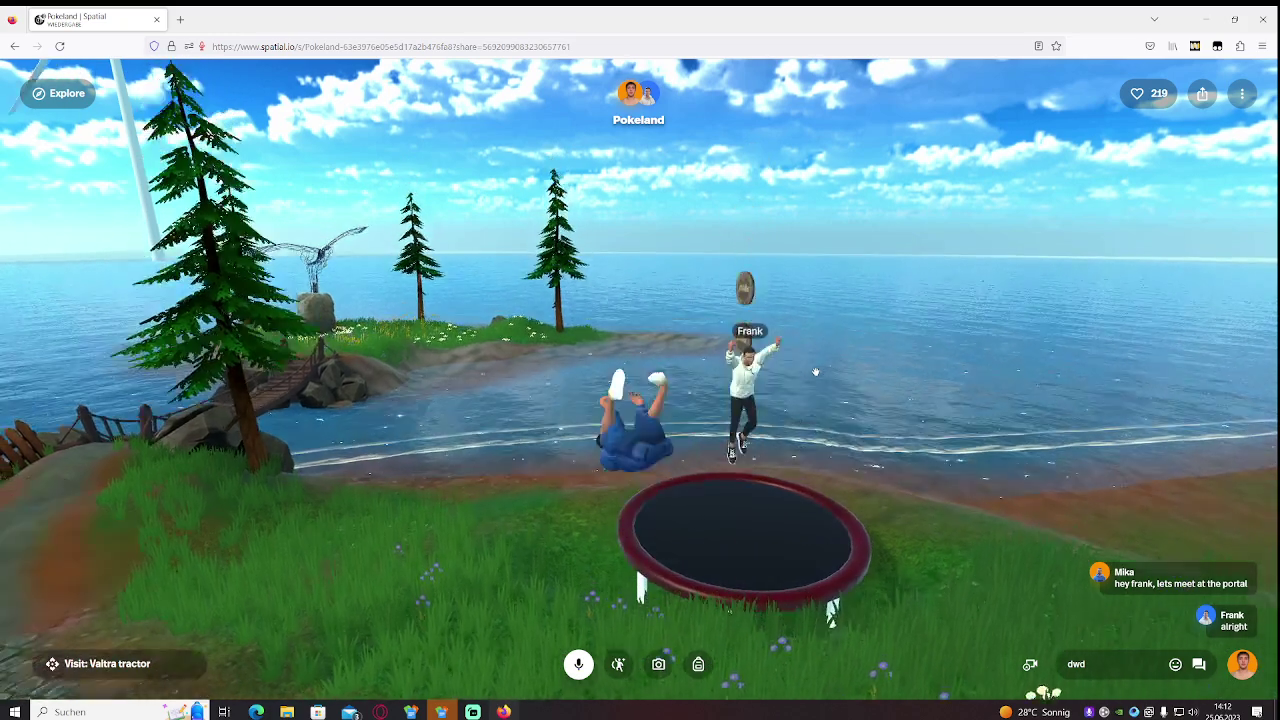 Pokeland | Spatial
WIEDERGABE
https://www.spatial.io/s/Pokeland-63e3976e05e5d17a2b476fa8?share=5692099083230657761
Explore
Pokeland
219
Frank
Mika
hey frank, lets meet at the portal
Frank
alright
Visit: Valtra tractor
dwd
Suchen
28°C Sonnig
14:12
25.06.2023